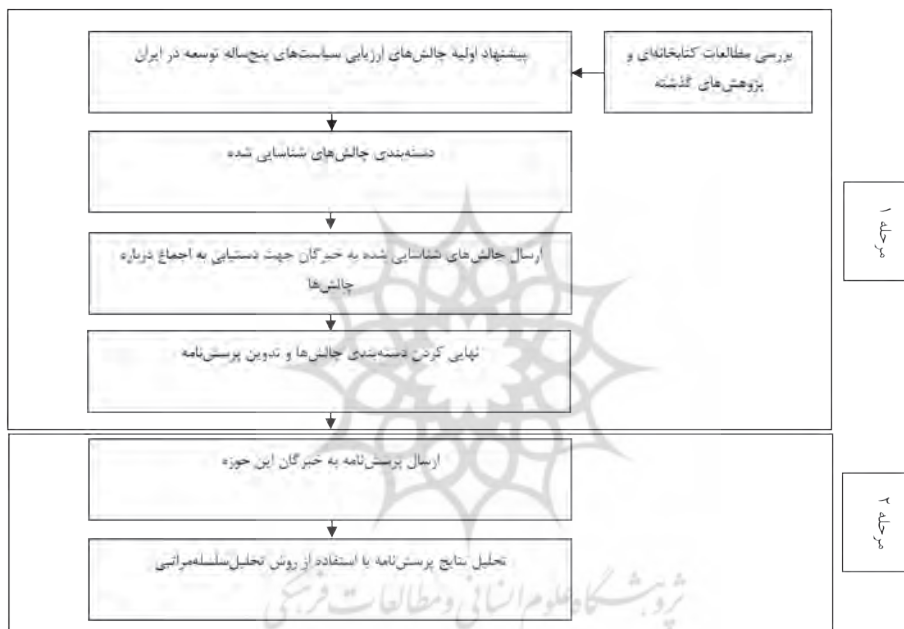 بررسی مطالعات کتابخانه‌ای و
پژوهش‌های گذشته
پیشنهاد اولیه چالش‌های ارزیابی سیاست‌های پنج‌ساله توسعه در ایران
دسته‌بندی چالش‌های شناسایی شده
ارسال چالش‌های شناسایی شده به خبرگان جهت دستیابی به اجماع درباره
چالش‌ها
نهایی کردن دسته‌بندی چالش‌ها و تدوین پرسش‌نامه
مرحله ۱
ارسال پرسش‌نامه به خبرگان این حوزه
تحلیل نتایج پرسش‌نامه با استفاده از روش تحلیل‌سلسله‌مراتبی
مرحله ۲
پژوهشگاه علوم انسانی و مطالعات فرهنگی